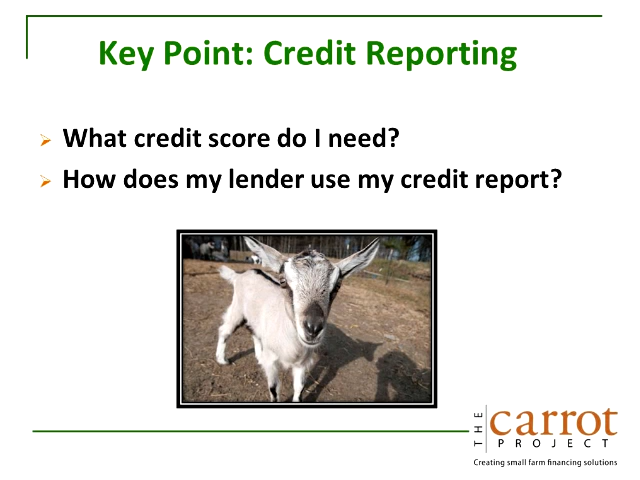 Key Point: Credit Reporting
What credit score do I need?
How does my lender use my credit report?
THE
carrot
PROJECT
Creating small farm financing solutions